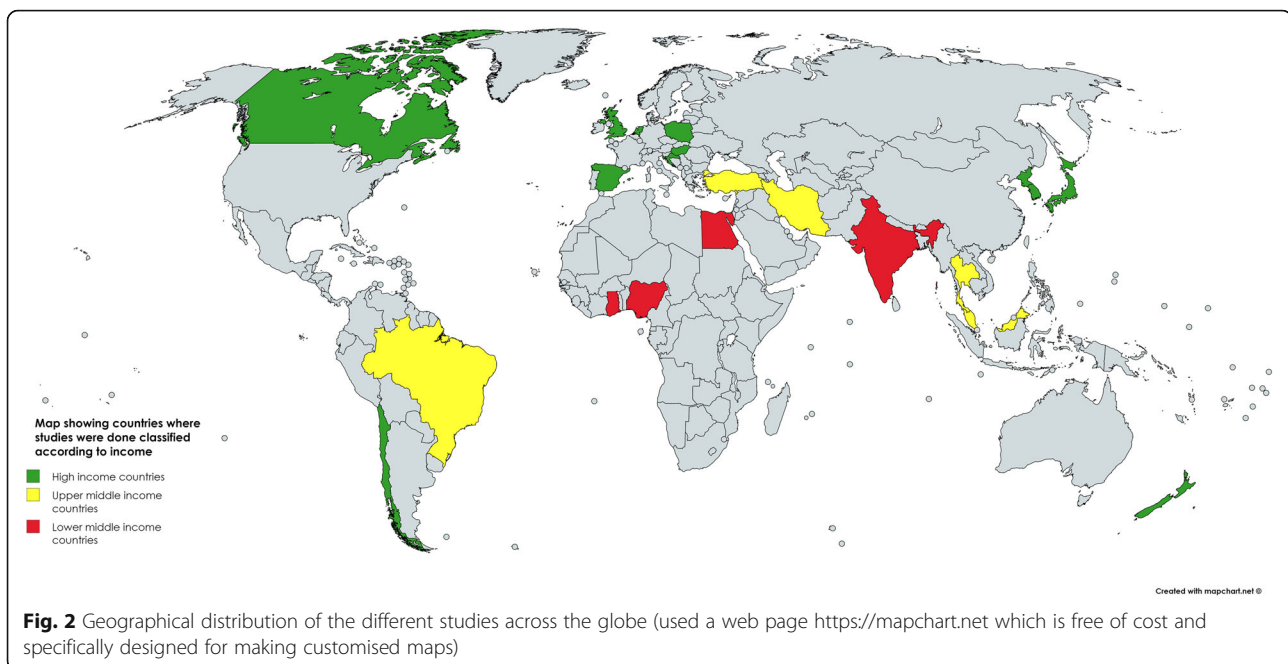 Map showing countries where
studies were done classified
according to income
High income countries
Upper middle income
countries
Lower middle income
countries
Created with mapchart.net ©
Fig. 2 Geographical distribution of the different studies across the globe (used a web page https://mapchart.net which is free of cost and
specifically designed for making customised maps)